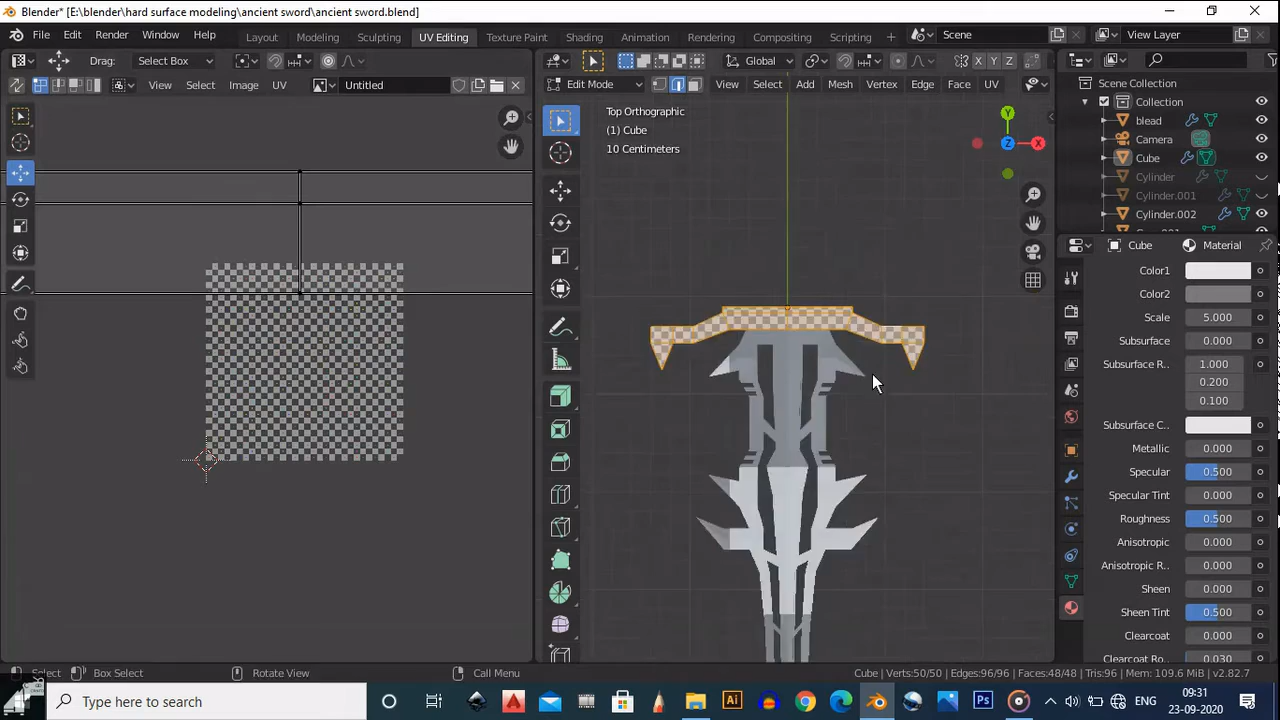 Blender* [E:\blender\hard surface modeling\ancient sword\ancient sword.blend]
File Edit Render Window Help Layout Modeling Sculpting UV Editing Texture Paint Shading Animation Rendering Compositing Scripting Scene View Layer
Drag: Select Box Global X Y Z
View Select Image UV Untitled Edit Mode View Select Add Mesh Vertex Edge Face UV
Top Orthographic
(1) Cube
10 Centimeters
Y
Z X
Scene Collection
Collection
blead
Camera
Cube
Cylinder
Cylinder.001
Cylinder.002
Cube Material
Color1
Color2
Scale 5.000
Subsurface 0.000
Subsurface R.. 1.000
0.200
0.100
Subsurface C..
Metallic 0.000
Specular 0.500
Specular Tint 0.000
Roughness 0.500
Anisotropic 0.000
Anisotropic R.. 0.000
Sheen 0.000
Sheen Tint 0.500
Clearcoat 0.000
Clearcoat Ro.. 0.030
Select Box Select Rotate View Call Menu Cube | Verts:50/50 | Edges:96/96 | Faces:48/48 | Tris:96 | Mem: 109.6 MiB | v2.82.7
Type here to search Ai Ps ENG 09:31
23-09-2020